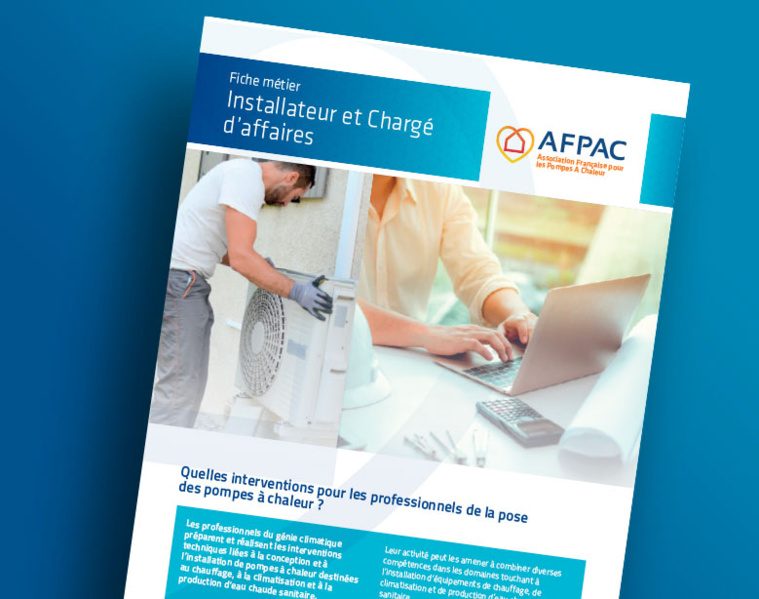 Fiche métier
Installateur et Chargé
d'affaires
AFPAC
Association Française pour
les Pompes À Chaleur
Quelles interventions pour les professionnels de la pose
des pompes à chaleur ?
Les professionnels du génie climatique
préparent et réalisent les interventions
techniques liées à la conception et à
l'installation de pompes à chaleur destinées
au chauffage, à la climatisation et à la
production d'eau chaude sanitaire.
Leur activité peut les amener à combiner diverses
compétences dans les domaines touchant à
l'installation d'équipements de chauffage, de
climatisation et de production d'eau
sanitaire